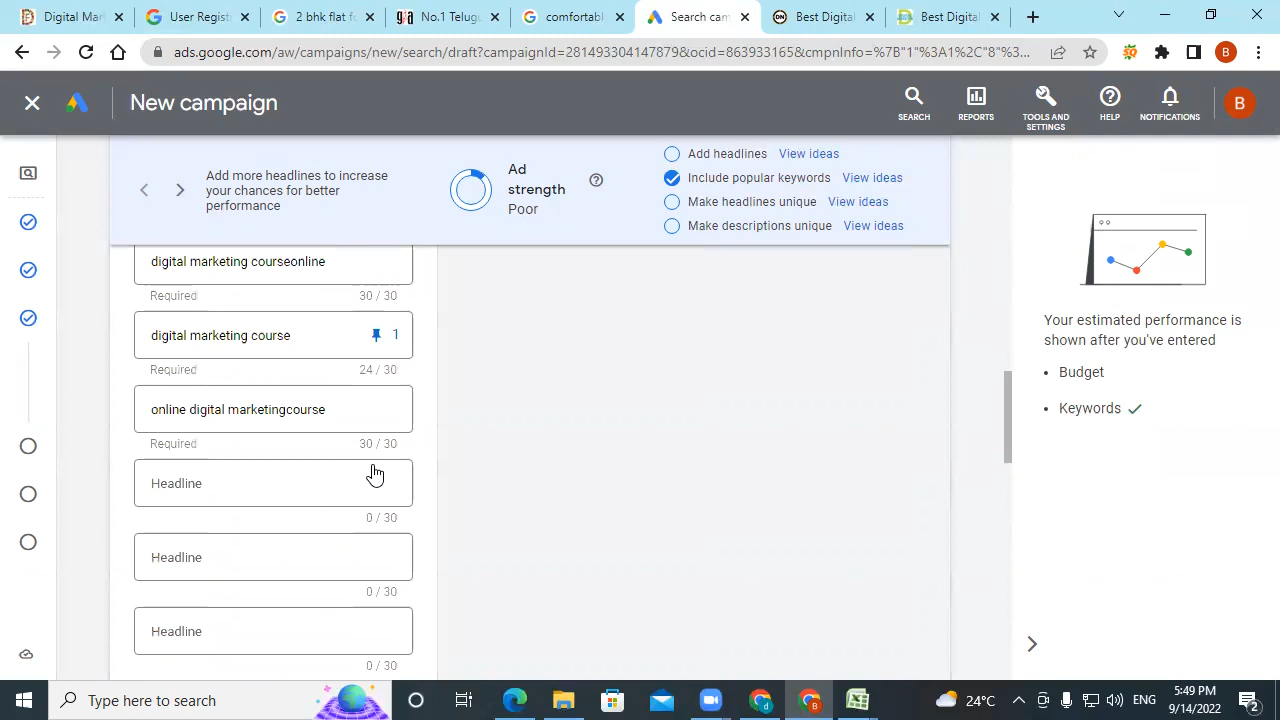 Digital Mar
User Registr
2 bhk flat fo
No.1 Telugu
comfortabl
Search cam
Best Digital
Best Digital
ads.google.com/aw/campaigns/new/search/draft?campaignId=281493304147879&ocid=863933163&cmpnInfo=%7B"1"%3A1%2C"8"%3...
B
New campaign
SEARCH
REPORTS
TOOLS AND
SETTINGS
HELP
NOTIFICATIONS
B
Add more headlines to increase
your chances for better
performance
Ad
strength
Poor
Add headlines View ideas
Include popular keywords View ideas
Make headlines unique View ideas
Make descriptions unique View ideas
digital marketing courseonline
Required 30 / 30
digital marketing course 1
Required 24 / 30
online digital marketingcourse
Required 30 / 30
Headline
0 / 30
Headline
0 / 30
Headline
0 / 30
Your estimated performance is
shown after you've entered
• Budget
• Keywords
Type here to search
24°C
ENG
5:49 PM
9/14/2022
2